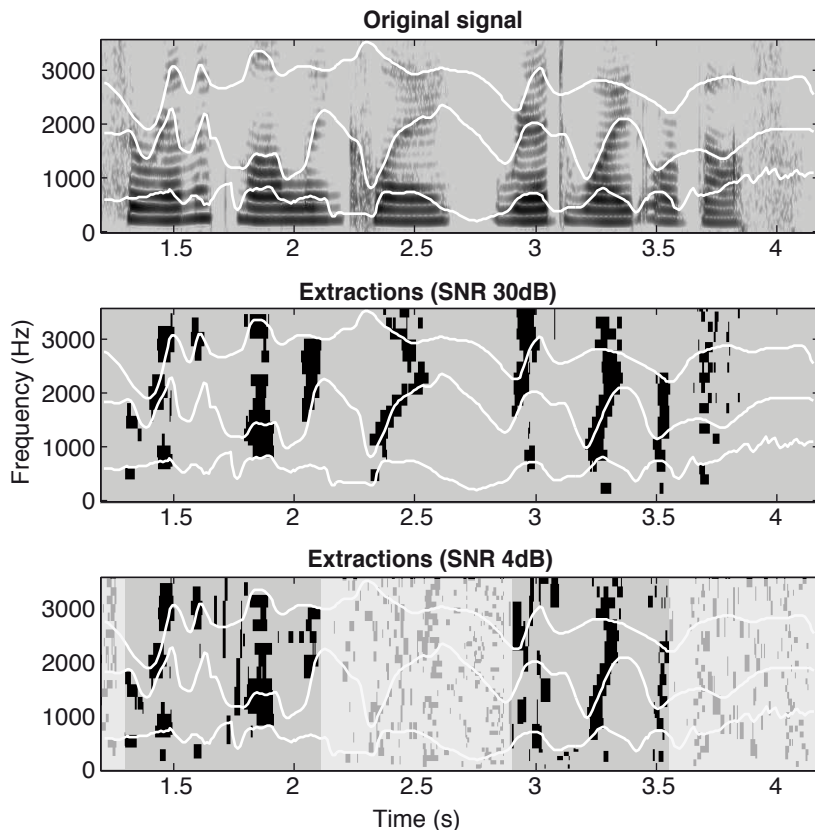 Original signal
3000
2000
1000
0
1.5 2 2.5 3 3.5 4
Extractions (SNR 30dB)
Frequency (Hz)
3000
2000
1000
0
1.5 2 2.5 3 3.5 4
Extractions (SNR 4dB)
3000
2000
1000
0
1.5 2 2.5 3 3.5 4
Time (s)